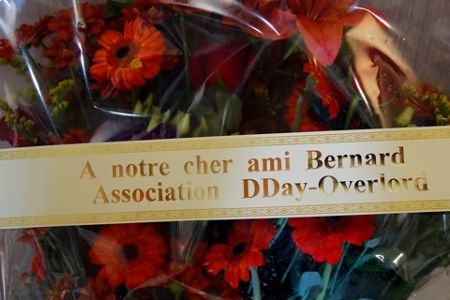 A notre cher ami Bernard
Association DDay-Overlord